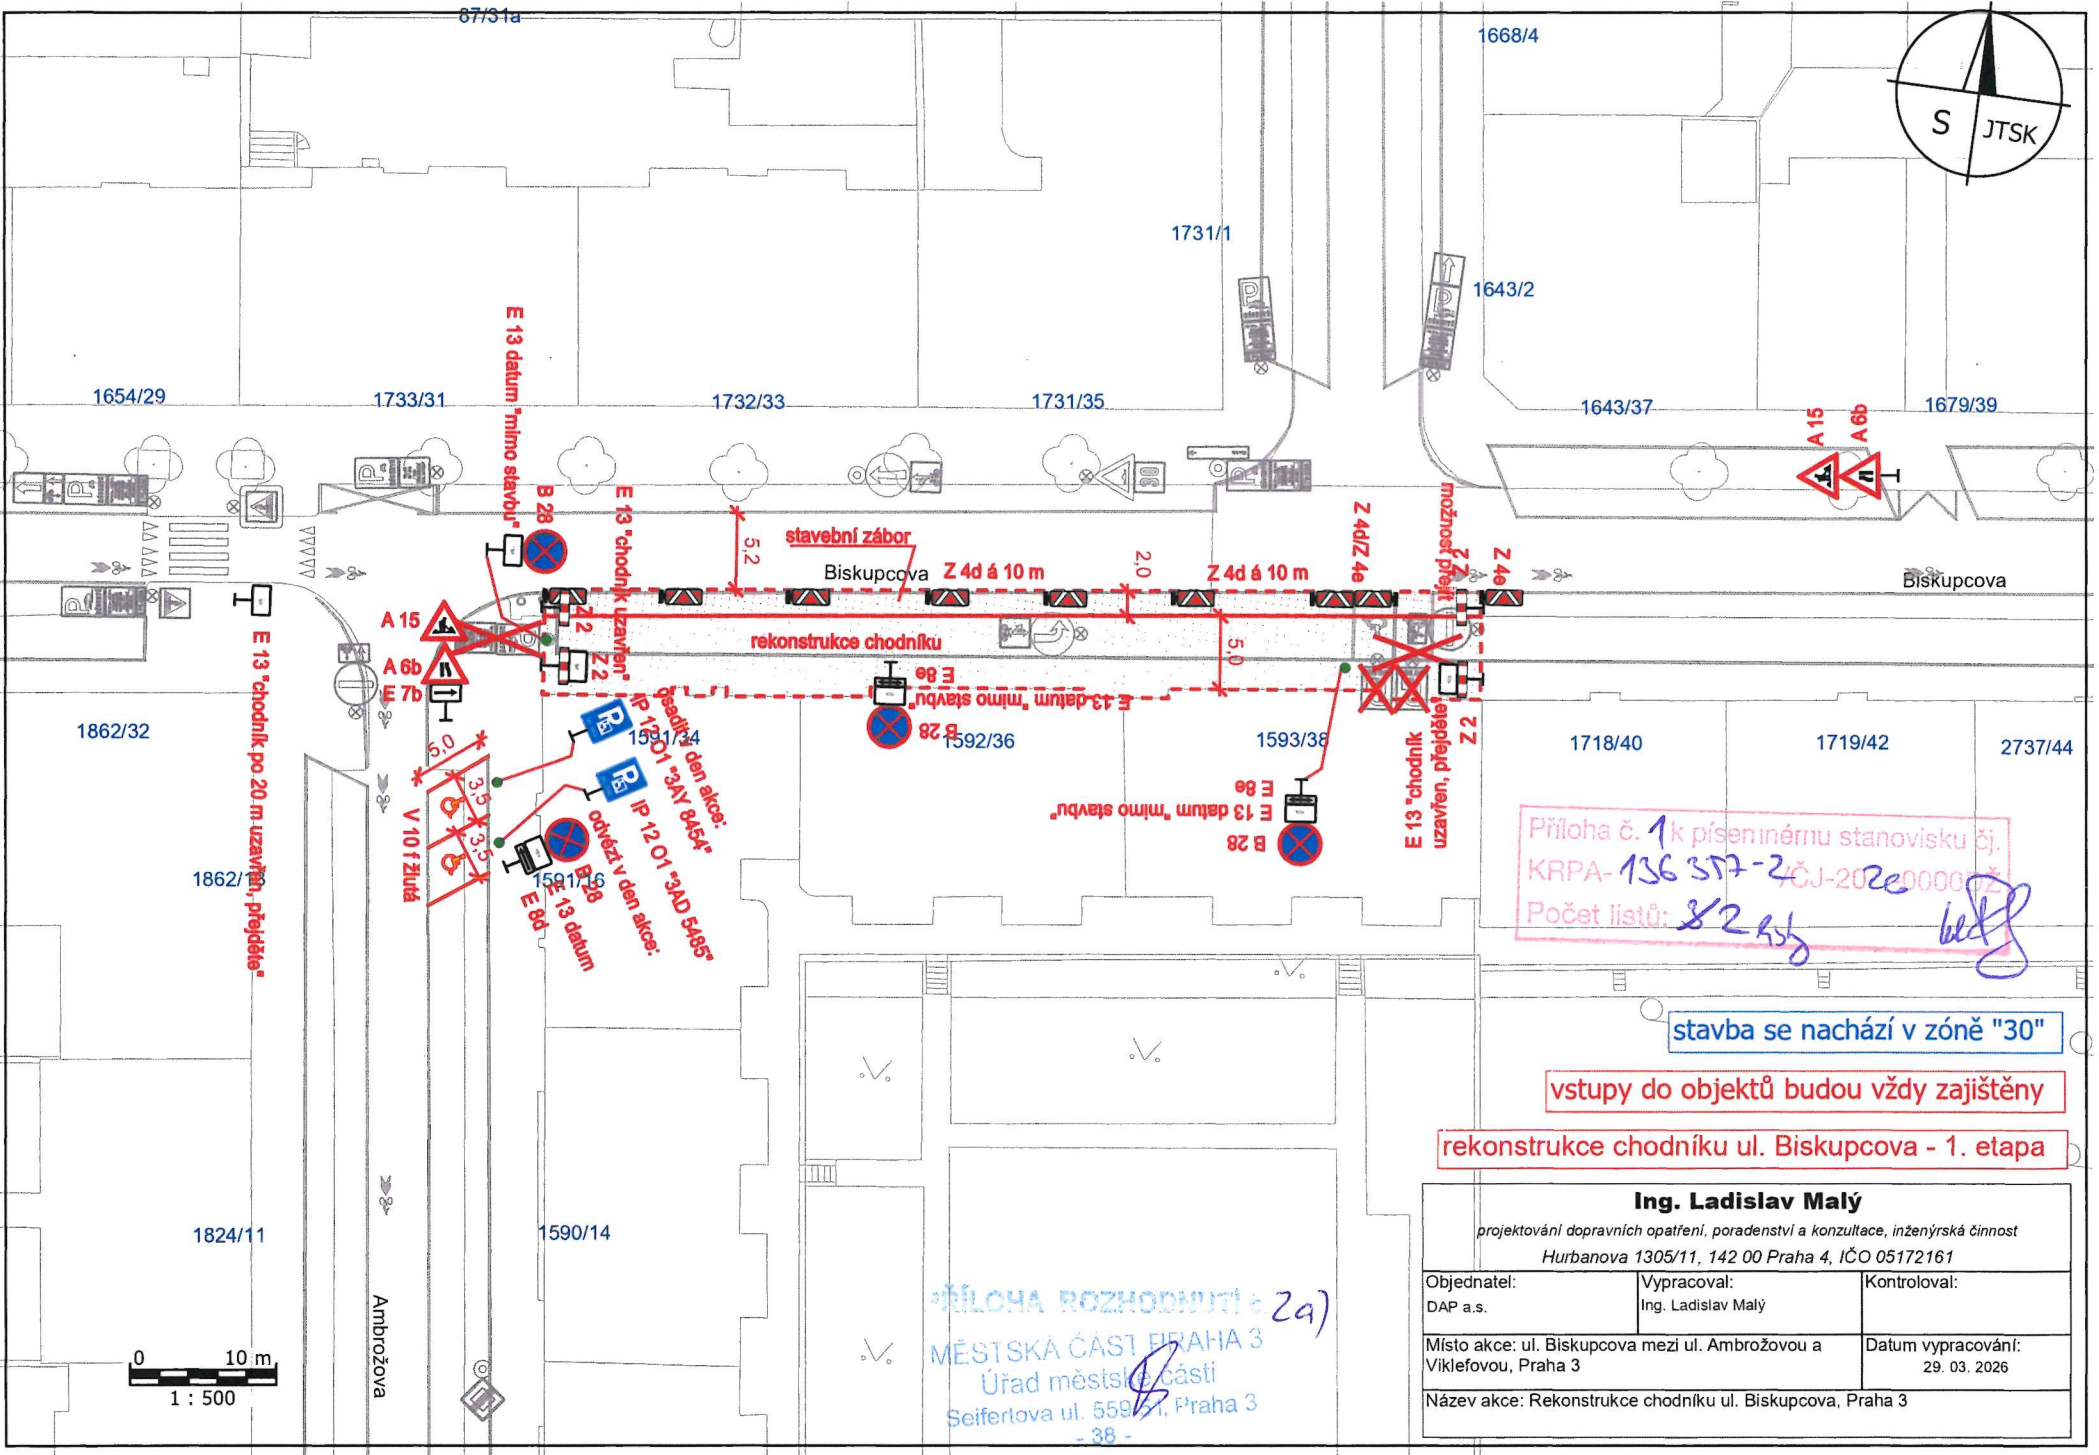 87/31a
1668/4
S JTSK
1731/1
1643/2
1654/29
1733/31
1732/33
1731/35
1643/37
1679/39
A 15
A 6b
E 13 datum "mimo stavbu"
B 28
E 13 "chodník uzavřen"
5,2
stavební zábor
Biskupcova
Z 4d á 10 m
2,0
Z 4d á 10 m
Z 4d/Z 4e
možnost přejít
Z 2
Z 4e
Biskupcova
30
A 15
A 6b
E 7b
Z 2
Z 2
rekonstrukce chodníku
5,0
E 8e
E 13 datum "mimo stavbu"
B 28
E 13 "chodník po 20 m uzavřen, přejděte"
1862/32
1591/34
1592/36
1593/38
1718/40
1719/42
2737/44
E 13 "chodník
uzavřen, přejděte"
Z 2
5,0
3,5
3,5
V 10f žlutá
osadit v den akce:
IP 12 O1 "3AY 8454"
IP 12 O1 "3AD 5485"
odvézt v den akce:
B 28
E 13 datum
E 8d
E 8e
E 13 datum "mimo stavbu"
B 28
1591/16
Příloha č. 1 k písemnému stanovisku čj.
KRPA- 136 357-2 /ČJ-2026-0000DŽ
Počet listů: 2
stavba se nachází v zóně "30"
vstupy do objektů budou vždy zajištěny
rekonstrukce chodníku ul. Biskupcova - 1. etapa
1824/11
1590/14
Ambrožova
0 10 m
1 : 500
PŘÍLOHA ROZHODNUTÍ č. 2a)
MĚSTSKÁ ČÁST PRAHA 3
Úřad městské části
Seifertova ul. 559/51, Praha 3
- 38 -
Ing. Ladislav Malý
projektování dopravních opatření, poradenství a konzultace, inženýrská činnost
Hurbanova 1305/11, 142 00 Praha 4, IČO 05172161
Objednatel:
DAP a.s.
Vypracoval:
Ing. Ladislav Malý
Kontroloval:
Místo akce: ul. Biskupcova mezi ul. Ambrožovou a
Viklefovou, Praha 3
Datum vypracování:
29. 03. 2026
Název akce: Rekonstrukce chodníku ul. Biskupcova, Praha 3